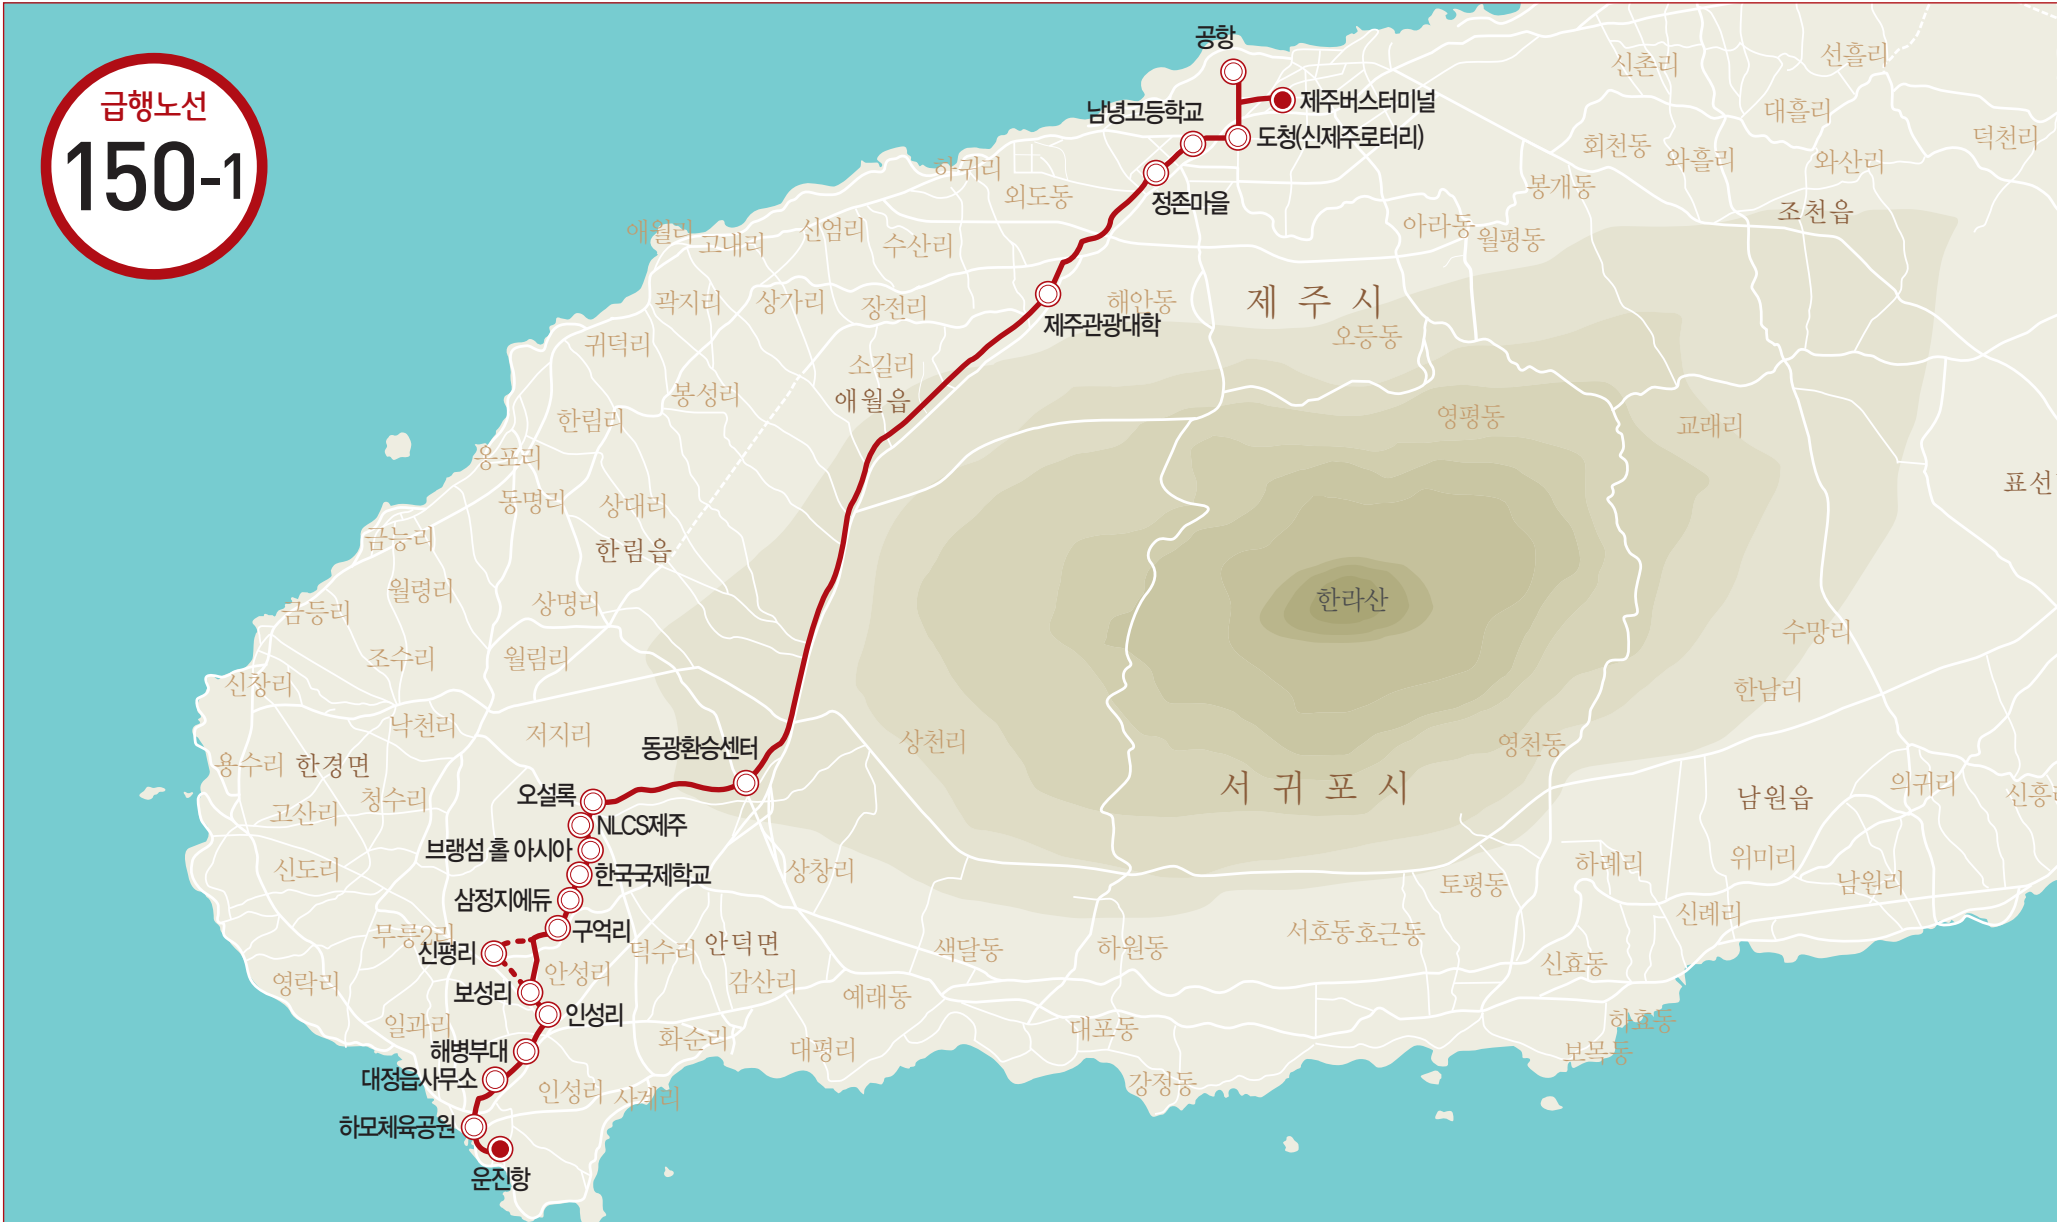 급행노선
150-1
공항
제주버스터미널
남녕고등학교
도청(신제주로터리)
정존마을
제주관광대학
동광환승센터
오설록
NLCS제주
브랭섬 홀 아시아
한국국제학교
삼정지에듀
구억리
신평리
보성리
인성리
해병부대
대정읍사무소
하모체육공원
운진항
신촌리
선흘리
대흘리
회천동
와흘리
와산리
덕천리
봉개동
조천읍
하귀리
외도동
아라동
월평동
애월리
고내리
신엄리
수산리
곽지리
상가리
장전리
해안동
제주시
오등동
귀덕리
소길리
봉성리
애월읍
한림리
영평동
교래리
옹포리
표선
동명리
상대리
금능리
한림읍
월령리
상명리
금등리
한라산
수망리
조수리
월림리
신창리
한남리
낙천리
저지리
상천리
영천동
용수리
한경면
청수리
고산리
서귀포시
남원읍
의귀리
신흥리
신도리
상창리
하례리
위미리
남원리
토평동
신례리
무릉2리
덕수리
안덕면
색달동
하원동
서호동
호근동
안성리
감산리
신효동
영락리
예래동
일과리
화순리
대평리
대포동
하효동
보목동
인성리
사계리
강정동